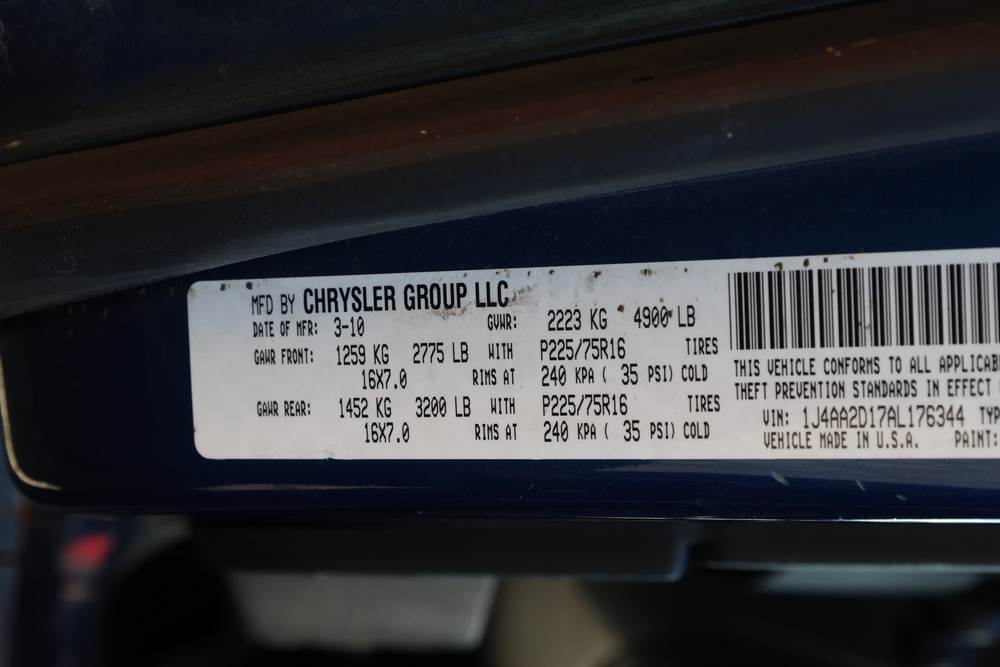 MFD BY CHRYSLER GROUP LLC
DATE OF MFR: 3-10 GVWR: 2223 KG 4900 LB
GAWR FRONT: 1259 KG 2775 LB WITH P225/75R16 TIRES
16X7.0 RIMS AT 240 KPA ( 35 PSI) COLD
GAWR REAR: 1452 KG 3200 LB WITH P225/75R16 TIRES
16X7.0 RIMS AT 240 KPA ( 35 PSI) COLD
THIS VEHICLE CONFORMS TO ALL APPLICAB
THEFT PREVENTION STANDARDS IN EFFECT
VIN: 1J4AA2D17AL176344 TYP
VEHICLE MADE IN U.S.A. PAINT: